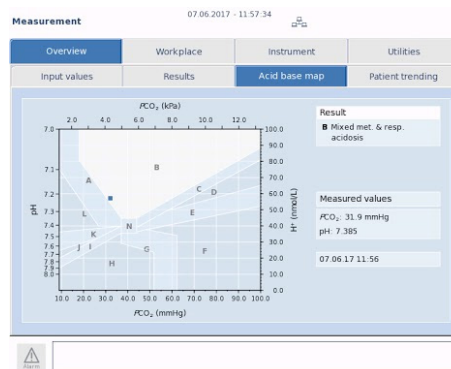 Measurement
07.06.2017 - 11:57:34
Overview
Workplace
Instrument
Utilities
Input values
Results
Acid base map
Patient trending
PCO₂ (kPa)
2.0 4.0 6.0 8.0 10.0 12.0
7.0
7.1
7.2
7.3
7.4
7.5
7.6
7.7
7.8
7.9
8.0
pH
A
B
C
D
E
L
N
K
J I
G
F
H
100.0
90.0
80.0
70.0
60.0
50.0
40.0
30.0
20.0
10.0
0.0
H⁺ (nmol/L)
10.0 20.0 30.0 40.0 50.0 60.0 70.0 80.0 90.0 100.0
PCO₂ (mmHg)
Result
B Mixed met. & resp.
acidosis
Measured values
PCO₂: 31.9 mmHg
pH: 7.385
07.06.17 11:56
Alarm